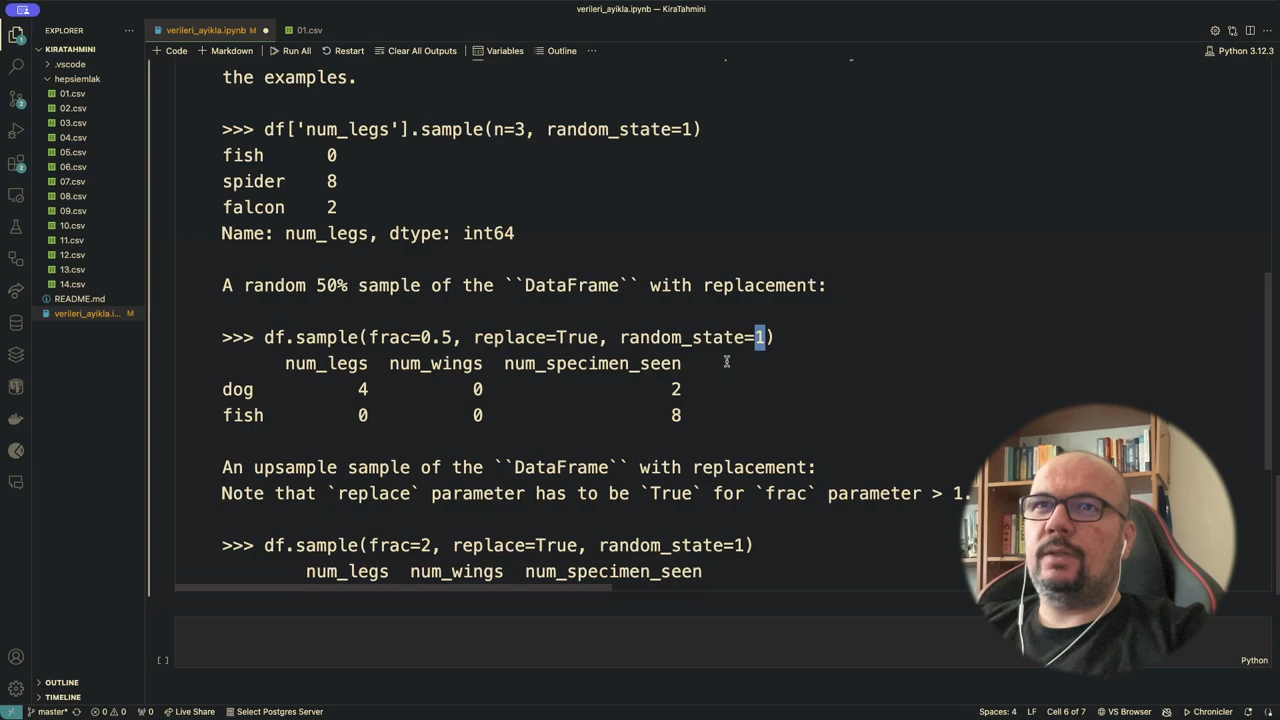 verileri_ayikla.ipynb — KiraTahmini
EXPLORER
verileri_ayikla.ipynb M
01.csv
KIRATAHMINI
Code
Markdown
Run All
Restart
Clear All Outputs
Variables
Outline
Python 3.12.3
.vscode
hepsiemlak
01.csv
02.csv
03.csv
04.csv
05.csv
06.csv
07.csv
08.csv
09.csv
10.csv
11.csv
12.csv
13.csv
14.csv
README.md
verileri_ayikla.i... M
the examples.
>>> df['num_legs'].sample(n=3, random_state=1)
fish 0
spider 8
falcon 2
Name: num_legs, dtype: int64
A random 50% sample of the ``DataFrame`` with replacement:
>>> df.sample(frac=0.5, replace=True, random_state=1)
num_legs num_wings num_specimen_seen
dog 4 0 2
fish 0 0 8
An upsample sample of the ``DataFrame`` with replacement:
Note that `replace` parameter has to be `True` for `frac` parameter > 1.
>>> df.sample(frac=2, replace=True, random_state=1)
num_legs num_wings num_specimen_seen
[ ]
Python
OUTLINE
TIMELINE
master*
0 0
0
Live Share
Select Postgres Server
Spaces: 4
LF
Cell 6 of 7
VS Browser
Chronicler